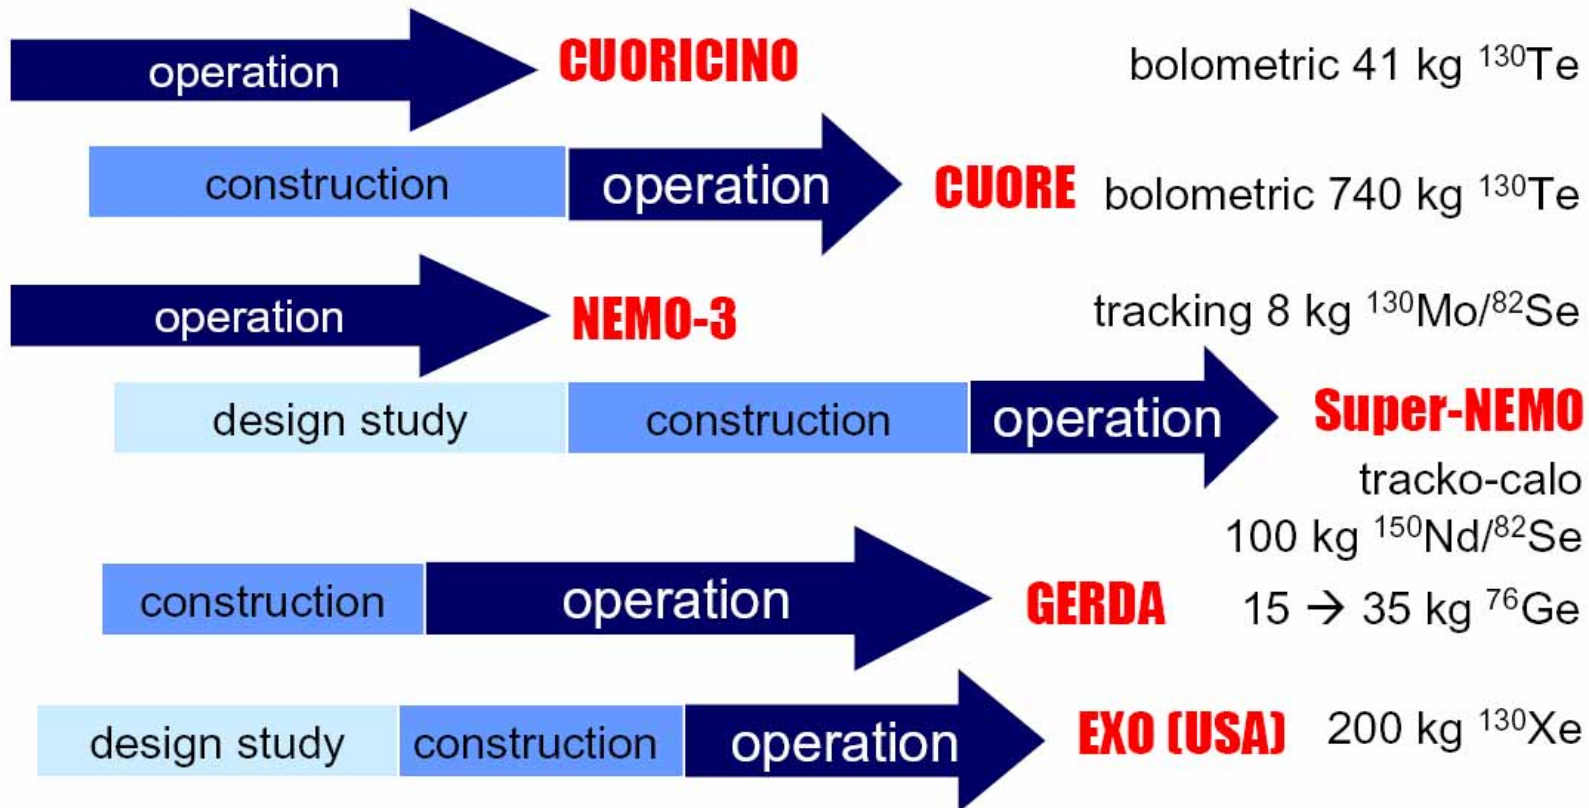 operation CUORICINO bolometric 41 kg ¹³⁰Te
construction operation CUORE bolometric 740 kg ¹³⁰Te
operation NEMO-3 tracking 8 kg ¹³⁰Mo/⁸²Se
design study construction operation Super-NEMO
tracko-calo
100 kg ¹⁵⁰Nd/⁸²Se
construction operation GERDA 15 → 35 kg ⁷⁶Ge
design study construction operation EXO (USA) 200 kg ¹³⁰Xe